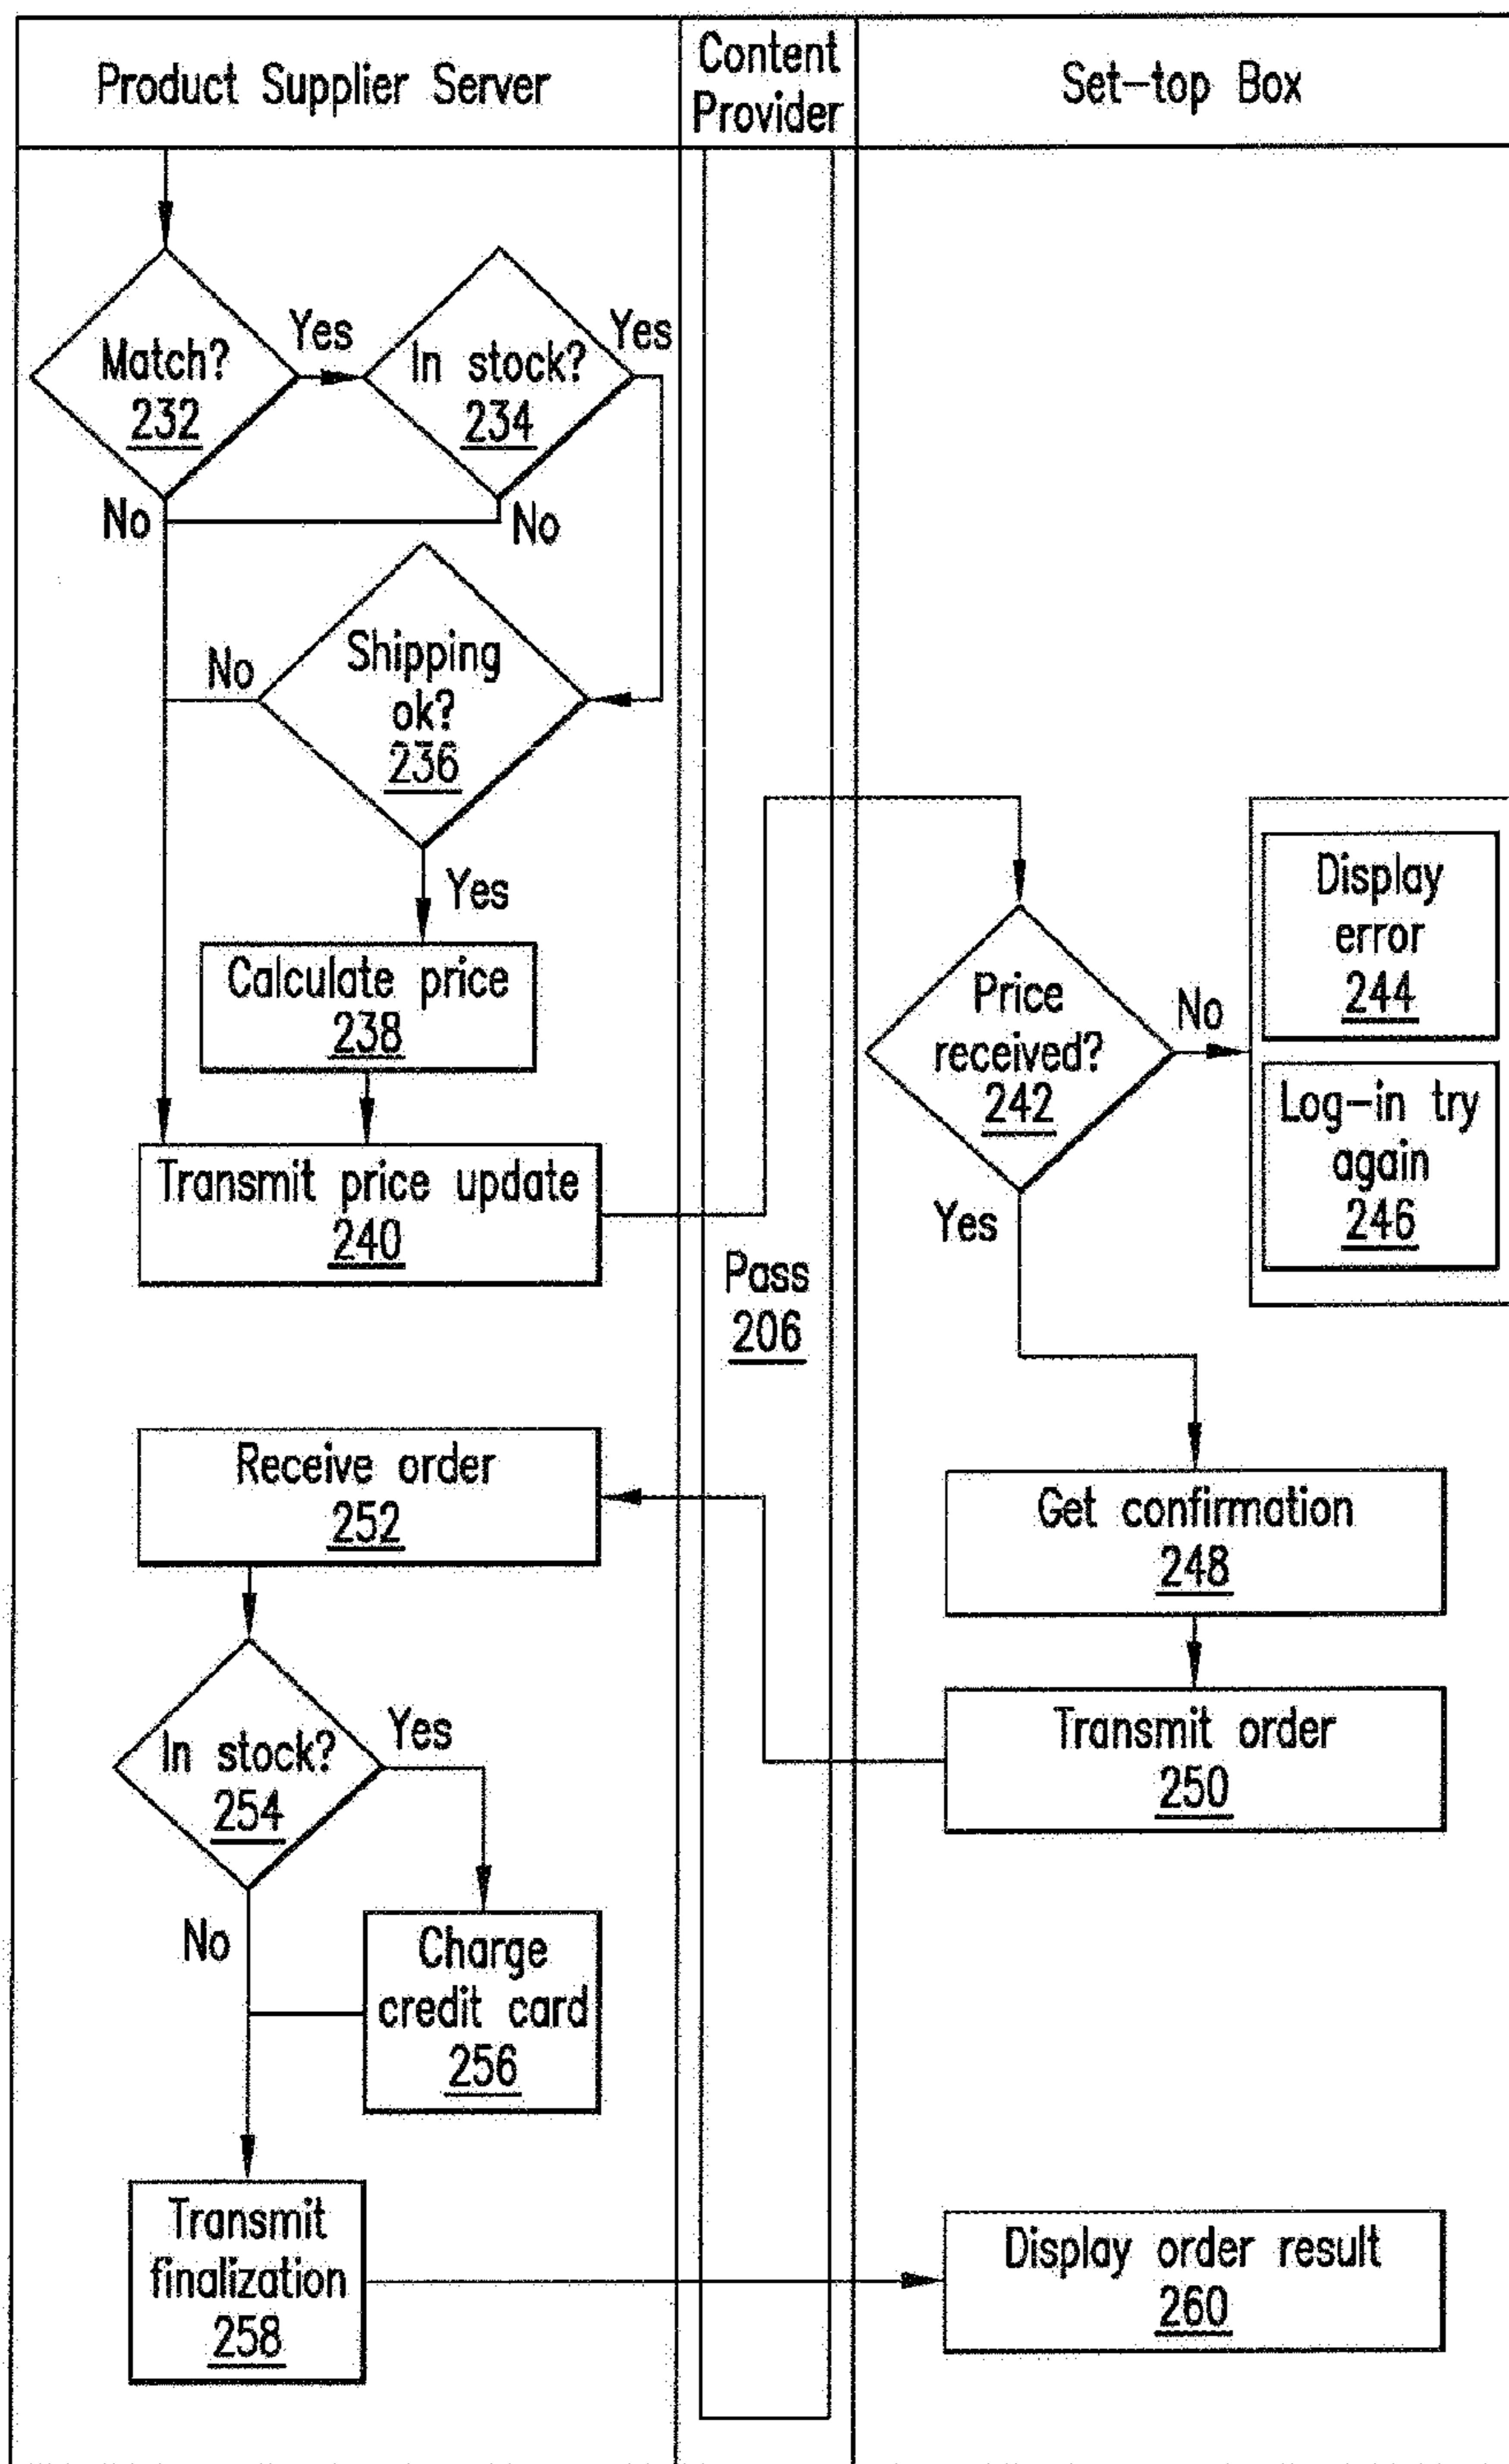 Product Supplier Server
Content
Provider
Set-top Box
Match?
232
Yes
In stock?
234
Yes
No
No
Shipping
ok?
236
No
Yes
Calculate price
238
Transmit price update
240
Pass
206
Price
received?
242
No
Yes
Display
error
244
Log-in try
again
246
Get confirmation
248
Transmit order
250
Receive order
252
In stock?
254
Yes
No
Charge
credit card
256
Transmit
finalization
258
Display order result
260